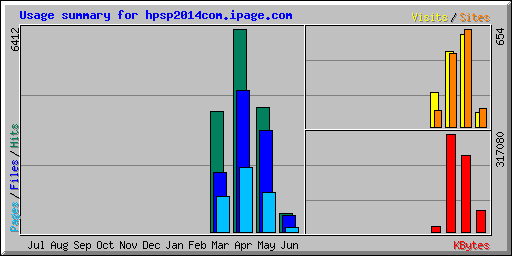 Usage summary for hpsp2014com.ipage.com
6412
Visits/Sites
654
317080
Pages/Files/Hits
Jul Aug Sep Oct Nov Dec Jan Feb Mar Apr May Jun
KBytes